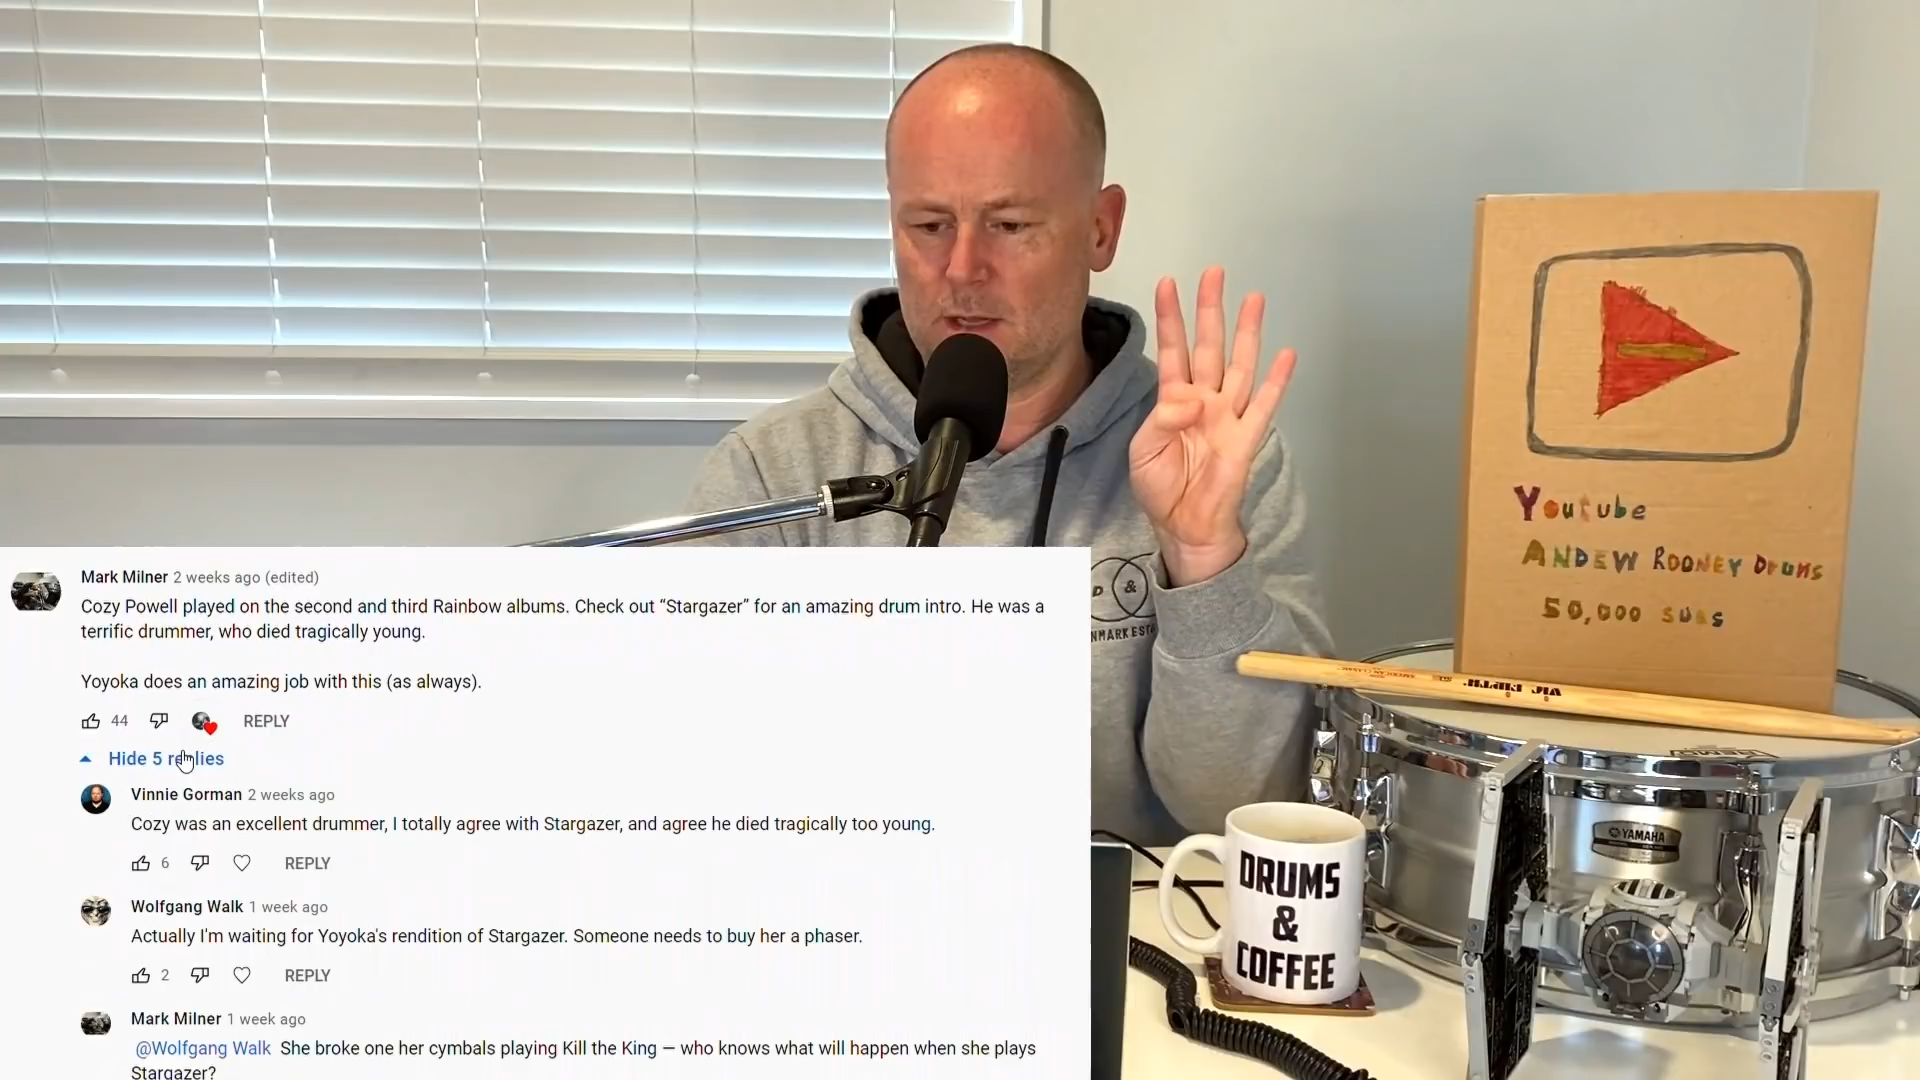 Mark Milner 2 weeks ago (edited)
Cozy Powell played on the second and third Rainbow albums. Check out “Stargazer” for an amazing drum intro. He was a
terrific drummer, who died tragically young.
Yoyoka does an amazing job with this (as always).
44 REPLY
Hide 5 replies
Vinnie Gorman 2 weeks ago
Cozy was an excellent drummer, I totally agree with Stargazer, and agree he died tragically too young.
6 REPLY
Wolfgang Walk 1 week ago
Actually I'm waiting for Yoyoka's rendition of Stargazer. Someone needs to buy her a phaser.
2 REPLY
Mark Milner 1 week ago
@Wolfgang Walk She broke one her cymbals playing Kill the King — who knows what will happen when she plays
Stargazer?
Youtube
ANDEW ROONEY DRUMS
50,000 SUBS
VIC FIRTH
REMO
YAMAHA
DRUMS
&
COFFEE
D &